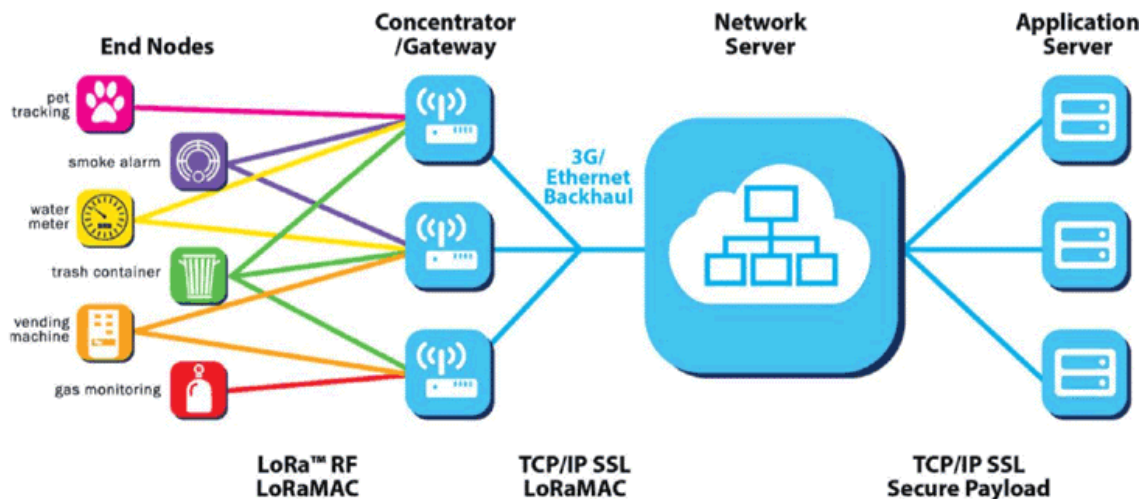 End Nodes
Concentrator
/Gateway
Network
Server
Application
Server
pet
tracking
smoke alarm
water
meter
trash container
vending
machine
gas monitoring
3G/
Ethernet
Backhaul
LoRa™ RF
LoRaMAC
TCP/IP SSL
LoRaMAC
TCP/IP SSL
Secure Payload